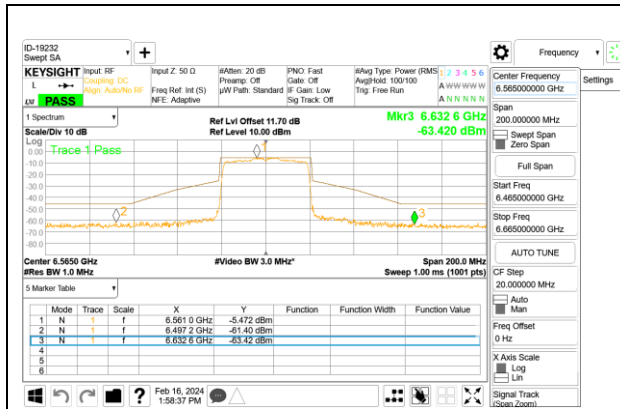 ID-19232
Swept SA
Frequency
KEYSIGHT
Input: RF
Coupling: DC
Align: Auto/No RF
Input Z: 50 Ω
Freq Ref: Int (S)
NFE: Adaptive
#Atten: 20 dB
Preamp: Off
µW Path: Standard
PNO: Fast
Gate: Off
IF Gain: Low
Sig Track: Off
#Avg Type: Power (RMS
Avg|Hold: 100/100
Trig: Free Run
1 2 3 4 5 6
A W W W W W
A N N N N N
L
LXI
PASS
1 Spectrum
Scale/Div 10 dB
Ref Lvl Offset 11.70 dB
Ref Level 10.00 dBm
Mkr3 6.632 6 GHz
-63.420 dBm
Log
Trace 1 Pass
0.00
-10.0
-20.0
-30.0
-40.0
-50.0
-60.0
-70.0
-80.0
1
2
3
Center 6.5650 GHz
#Video BW 3.0 MHz*
Span 200.0 MHz
#Res BW 1.0 MHz
Sweep 1.00 ms (1001 pts)
5 Marker Table
Mode Trace Scale X Y Function Function Width Function Value
1 N 1 f 6.561 0 GHz -5.472 dBm
2 N 1 f 6.497 2 GHz -61.40 dBm
3 N 1 f 6.632 6 GHz -63.42 dBm
4
5
6
?
Feb 16, 2024
1:58:37 PM
Center Frequency
6.565000000 GHz
Settings
Span
200.000000 MHz
Swept Span
Zero Span
Full Span
Start Freq
6.465000000 GHz
Stop Freq
6.665000000 GHz
AUTO TUNE
CF Step
20.000000 MHz
Auto
Man
Freq Offset
0 Hz
X Axis Scale
Log
Lin
Signal Track
(Span Zoom)